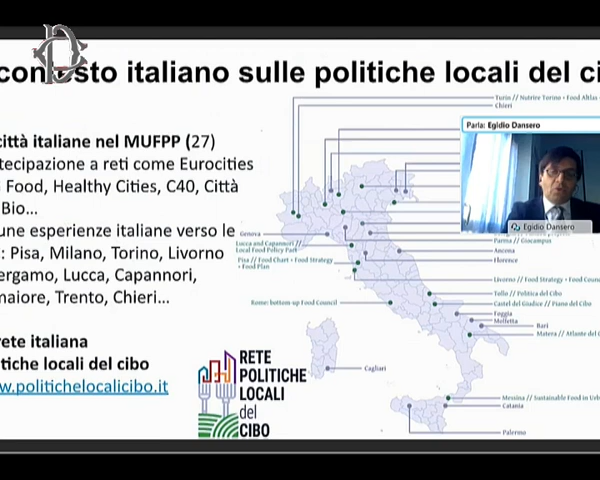 contesto italiano sulle politiche locali del ci
città italiane nel MUFPP (27)
tecipazione a reti come Eurocities
Food, Healthy Cities, C40, Città
Bio...
une esperienze italiane verso le
: Pisa, Milano, Torino, Livorno
ergamo, Lucca, Capannori,
maiore, Trento, Chieri...
rete italiana
tiche locali del cibo
w.politichelocalicibo.it
RETE
POLITICHE
LOCALI
del
CIBO
Turin // Nutrire Torino - Food Atlas -
Chieri
Parla: Egidio Dansero
Egidio Dansero
Genova
Lucca and Capannori //
Local Food Policy Park
Pisa // Food Chart - Food Strategy
- Food Plan
Rome: bottom-up Food Council
Cagliari
Parma // Giocampus
Ancona
Florence
Livorno // Food Strategy - Food Counc
Tollo // Politica del Cibo
Castel del Giudice // Piano del Cibo
Foggia
Molfetta
Bari
Matera // Atlante del C
Messina // Sustainable Food in Urb
Catania
Palermo